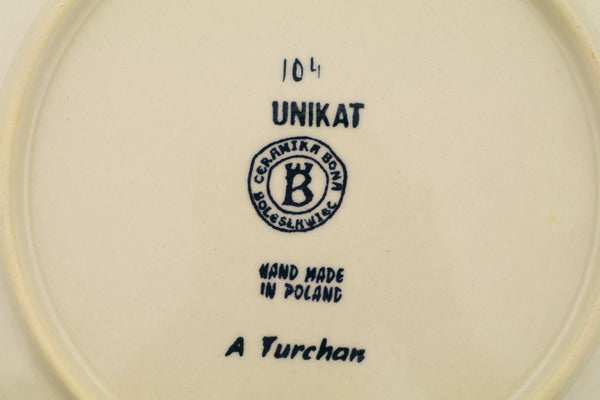 104
UNIKAT
CERAMIKA BONA
B
BOLESŁAWIEC
HAND MADE
IN POLAND
A Turchan